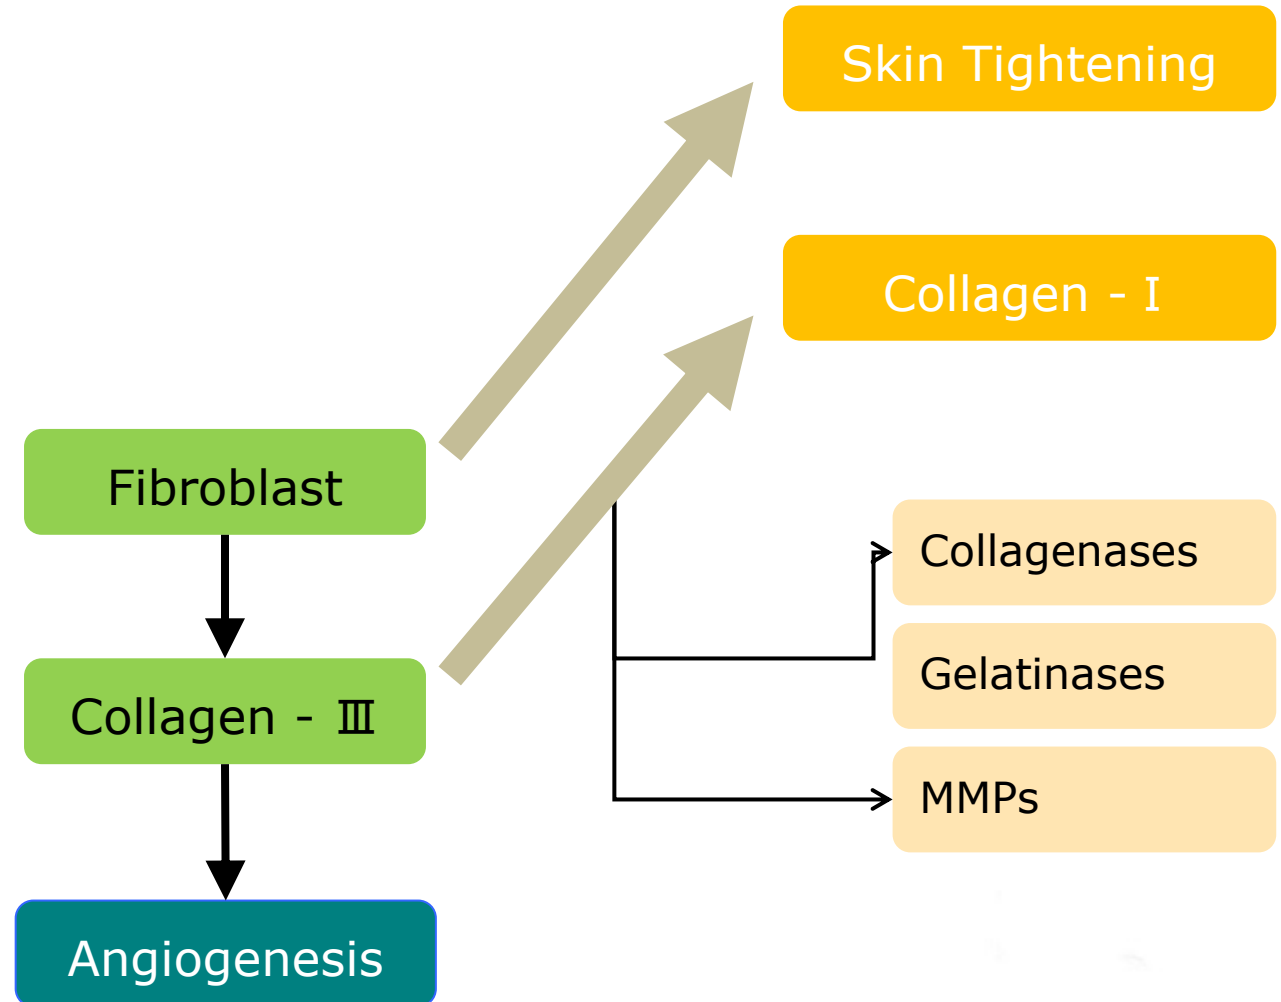 Skin Tightening
Collagen - Ⅰ
Fibroblast
Collagenases
Gelatinases
Collagen - Ⅲ
MMPs
Angiogenesis